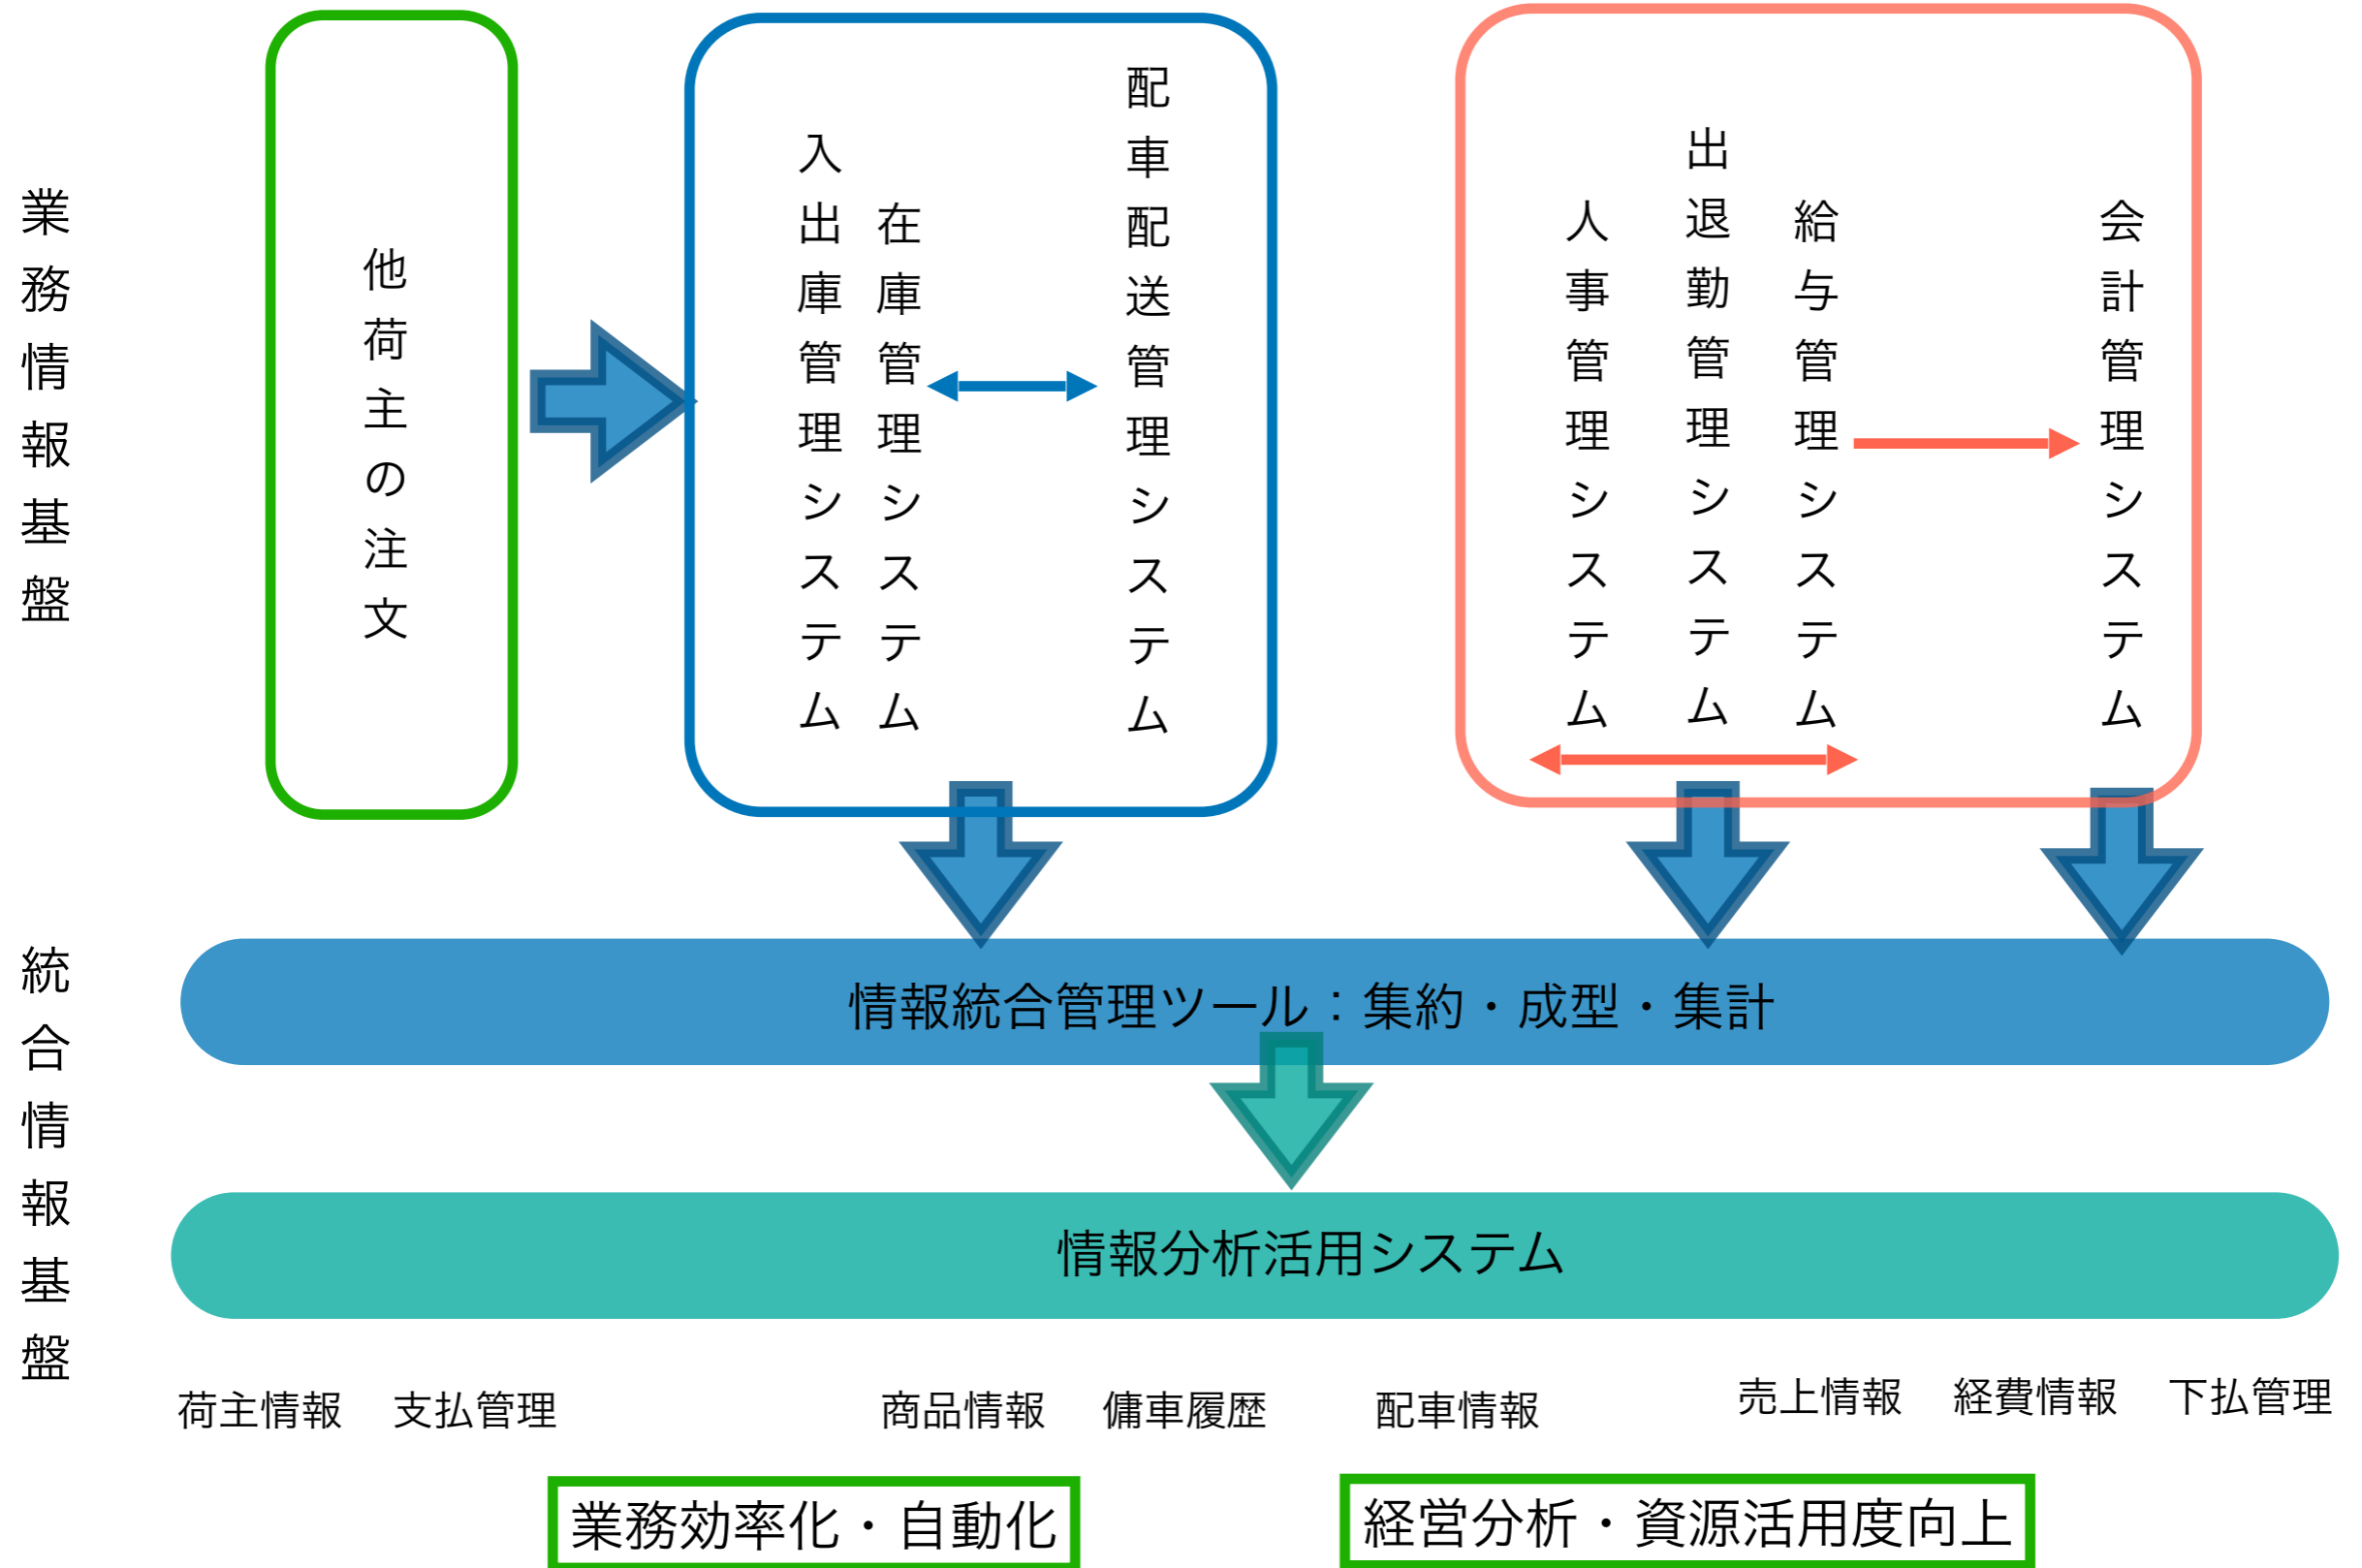 業務情報基盤
他荷主の注文
入出庫管理システム
在庫管理システム
配車配送管理システム
人事管理システム
出退勤管理システム
給与管理システム
会計管理システム
統合情報基盤
情報統合管理ツール：集約・成型・集計
情報分析活用システム
荷主情報
支払管理
商品情報
傭車履歴
配車情報
売上情報
経費情報
下払管理
業務効率化・自動化
経営分析・資源活用度向上